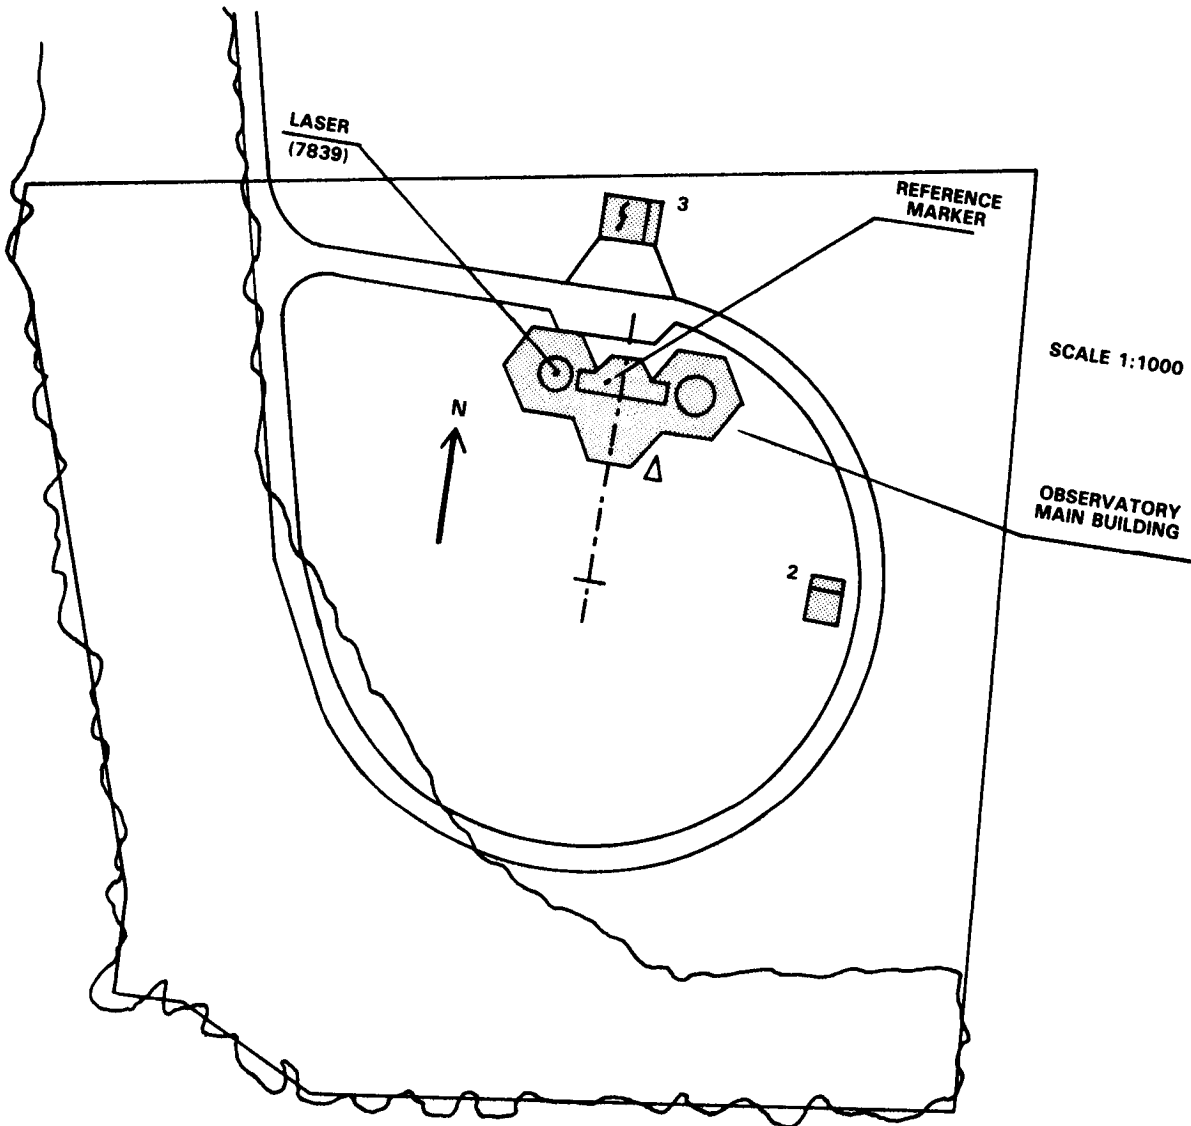 LASER
(7839)
3
REFERENCE
MARKER
SCALE 1:1000
N
OBSERVATORY
MAIN BUILDING
2